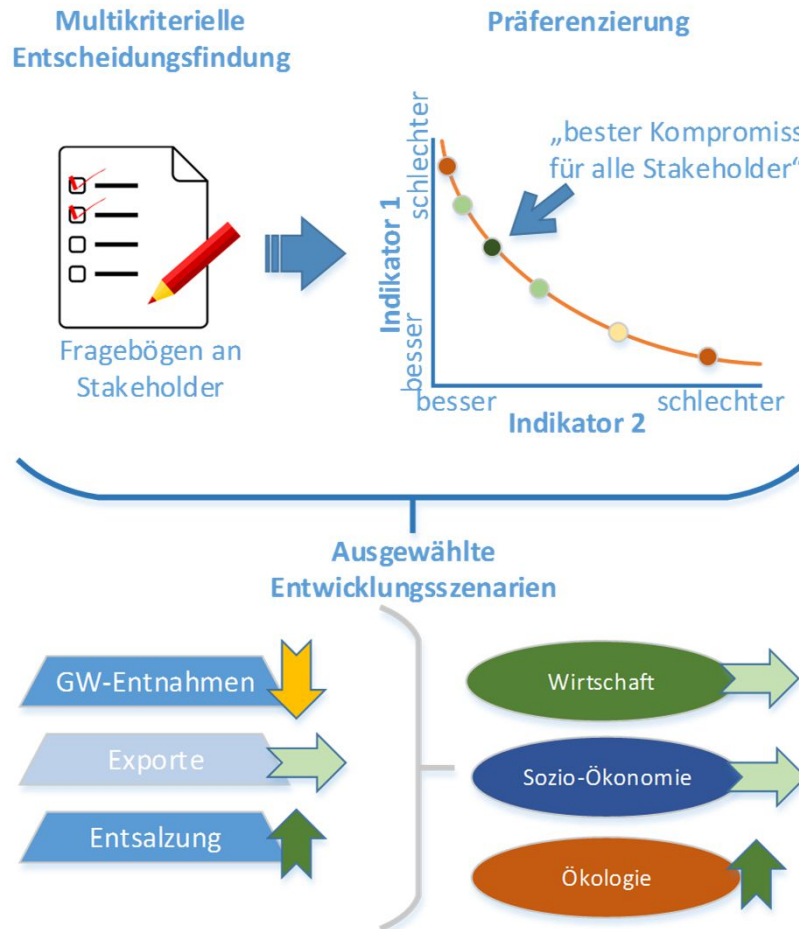 Multikriterielle
Entscheidungsfindung
Präferenzierung
Fragebögen an
Stakeholder
schlechter
Indikator 1
besser
„bester Kompromiss
für alle Stakeholder“
besser
schlechter
Indikator 2
Ausgewählte
Entwicklungsszenarien
GW-Entnahmen
Exporte
Entsalzung
Wirtschaft
Sozio-Ökonomie
Ökologie